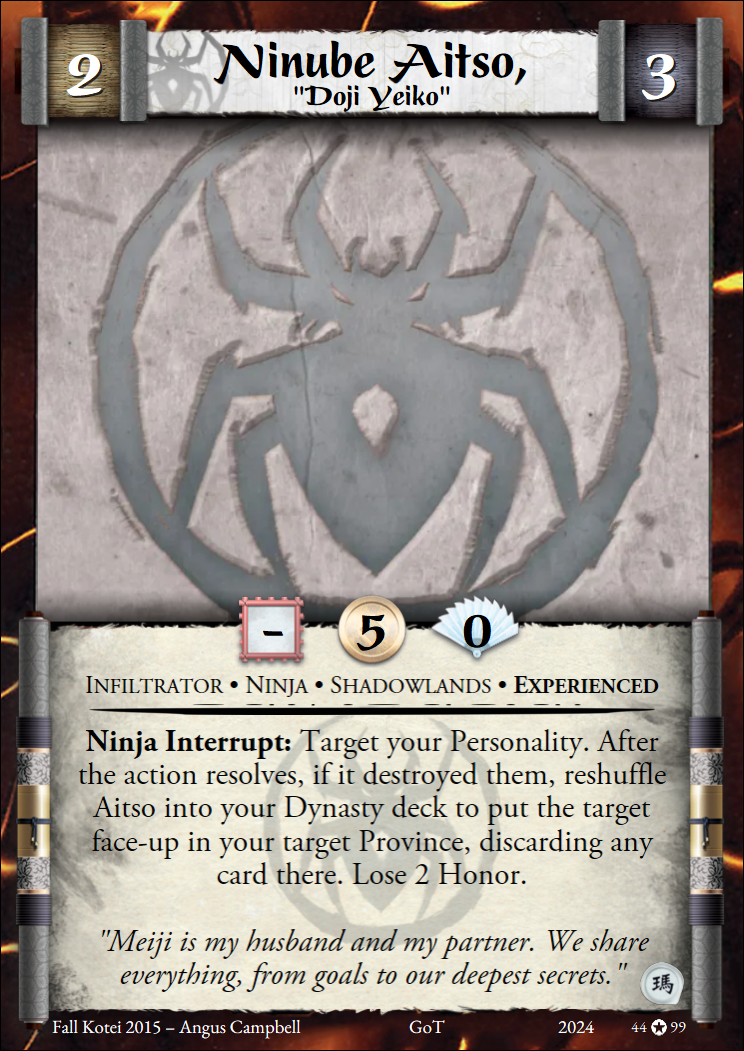 2
Ninube Aitso,
"Doji Yeiko"
3
- 5 0
INFILTRATOR • NINJA • SHADOWLANDS • EXPERIENCED
Ninja Interrupt: Target your Personality. After
the action resolves, if it destroyed them, reshuffle
Aitso into your Dynasty deck to put the target
face-up in your target Province, discarding any
card there. Lose 2 Honor.
"Meiji is my husband and my partner. We share
everything, from goals to our deepest secrets."
瑪
Fall Kotei 2015 – Angus Campbell GoT 2024 44 ✪ 99